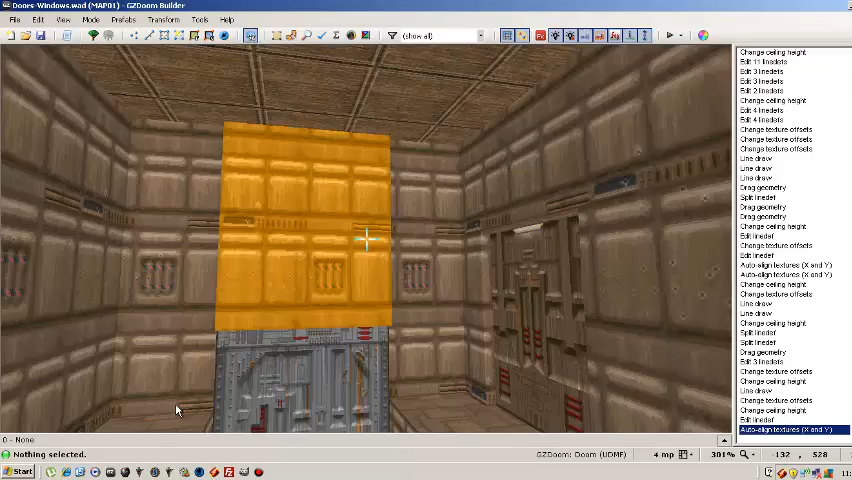 Doors-Windows.wad (MAP01) - GZDoom Builder
File Edit View Mode Prefabs Transform Tools Help
(show all)
Change ceiling height
Edit 11 linedefs
Edit 3 linedefs
Edit 3 linedefs
Edit 2 linedefs
Change ceiling height
Edit 4 linedefs
Edit 4 linedefs
Change texture offsets
Change texture offsets
Change texture offsets
Line draw
Line draw
Line draw
Drag geometry
Split linedef
Drag geometry
Drag geometry
Change ceiling height
Edit linedef
Change texture offsets
Edit linedef
Auto-align textures (X and Y)
Auto-align textures (X and Y)
Change ceiling height
Change texture offsets
Line draw
Line draw
Change ceiling height
Split linedef
Split linedef
Drag geometry
Edit 3 linedefs
Change texture offsets
Change ceiling height
Line draw
Change texture offsets
Change ceiling height
Edit linedef
Auto-align textures (X and Y)
0 - None
Nothing selected.
GZDoom: Doom (UDMF)
4 mp
301%
-132 , 528
Start
11: